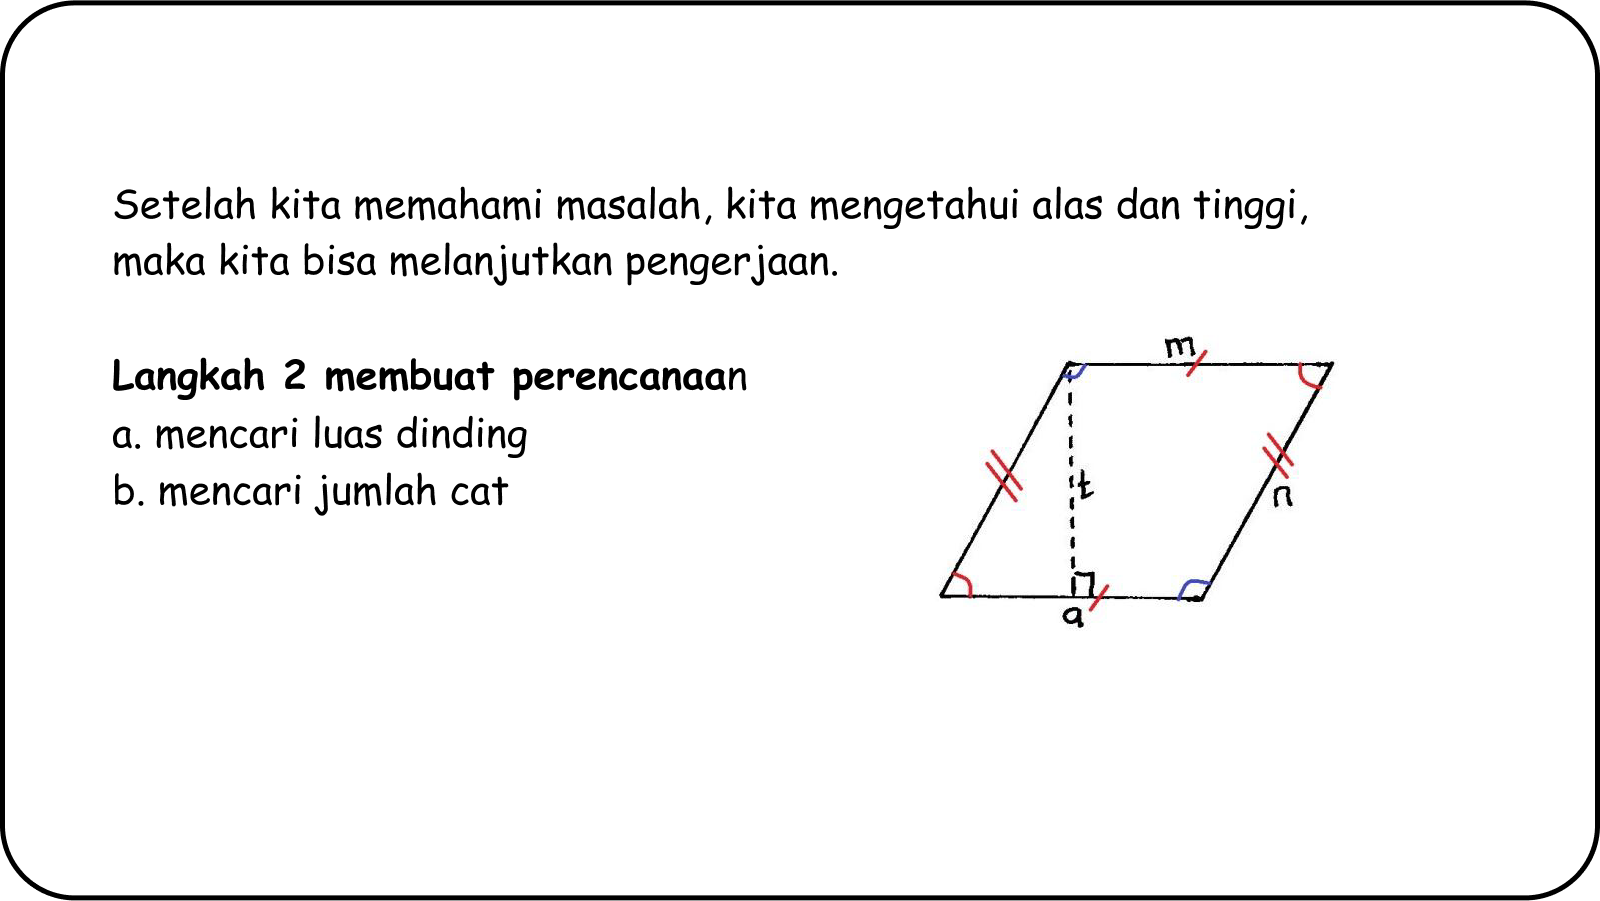 Setelah kita memahami masalah, kita mengetahui alas dan tinggi,
maka kita bisa melanjutkan pengerjaan.
Langkah 2 membuat perencanaan
a. mencari luas dinding
b. mencari jumlah cat
m
t
n
a